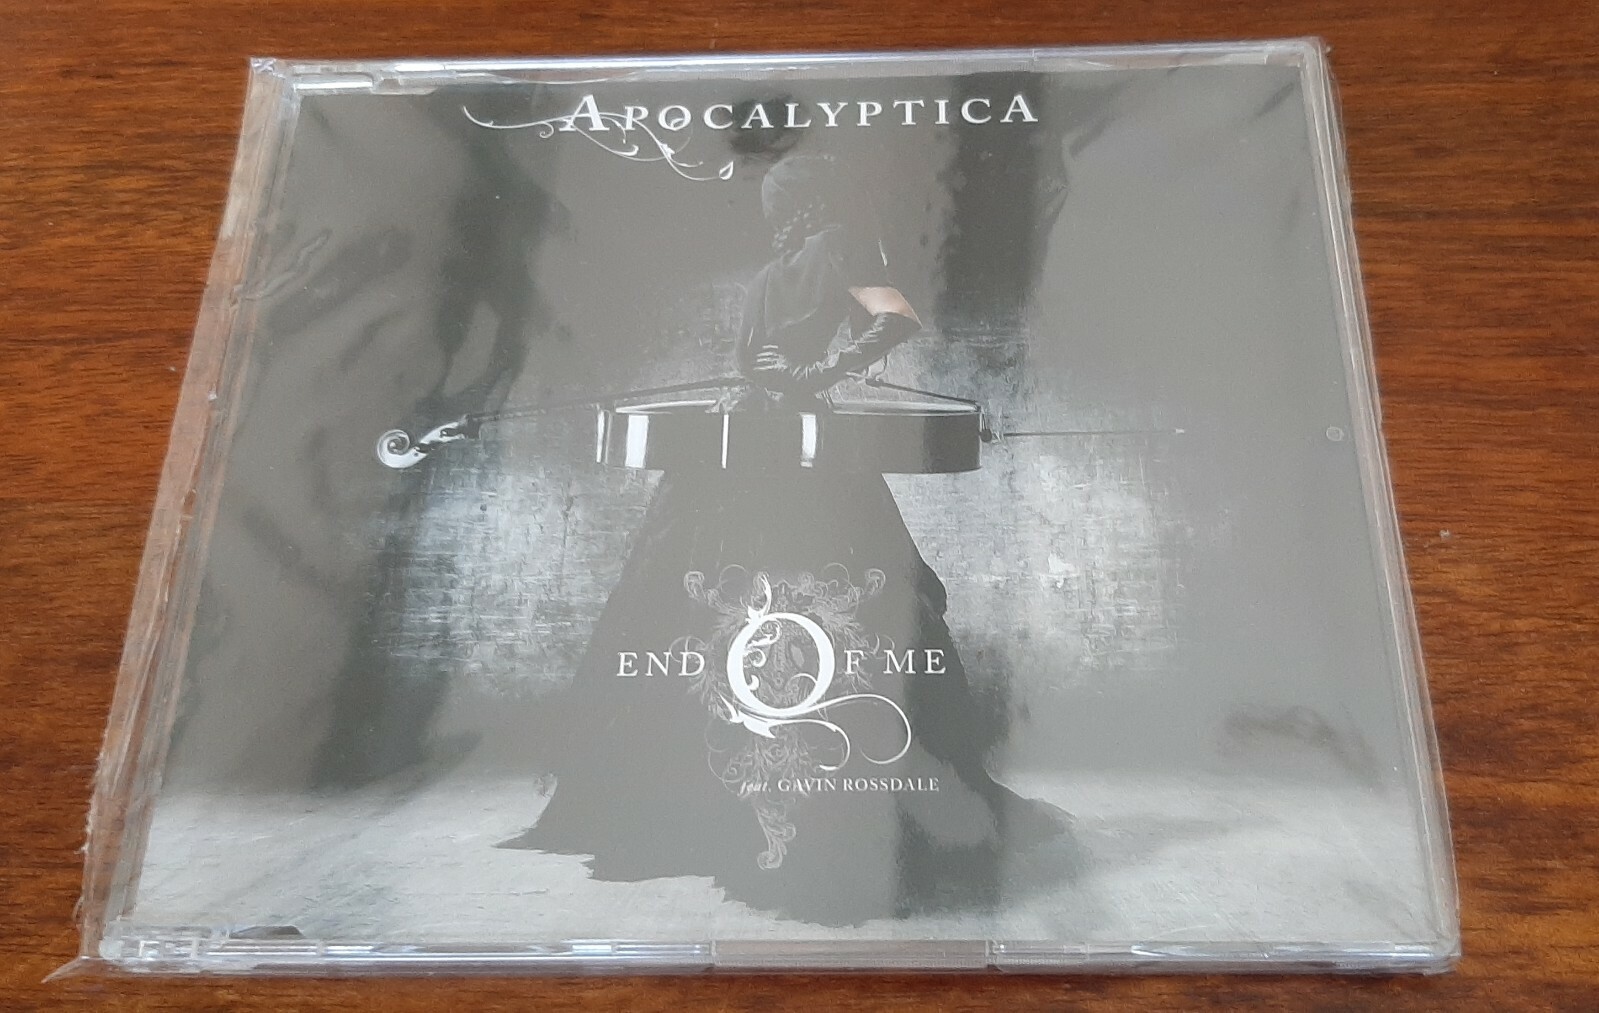 APOCALYPTICA
END OF ME
feat. GAVIN ROSSDALE